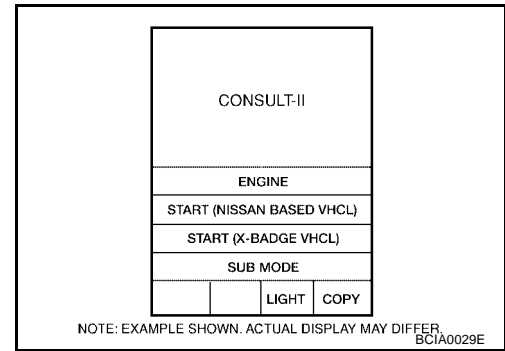 CONSULT-II
ENGINE
START (NISSAN BASED VHCL)
START (X-BADGE VHCL)
SUB MODE
LIGHT COPY
NOTE: EXAMPLE SHOWN. ACTUAL DISPLAY MAY DIFFER.
BCIA0029E